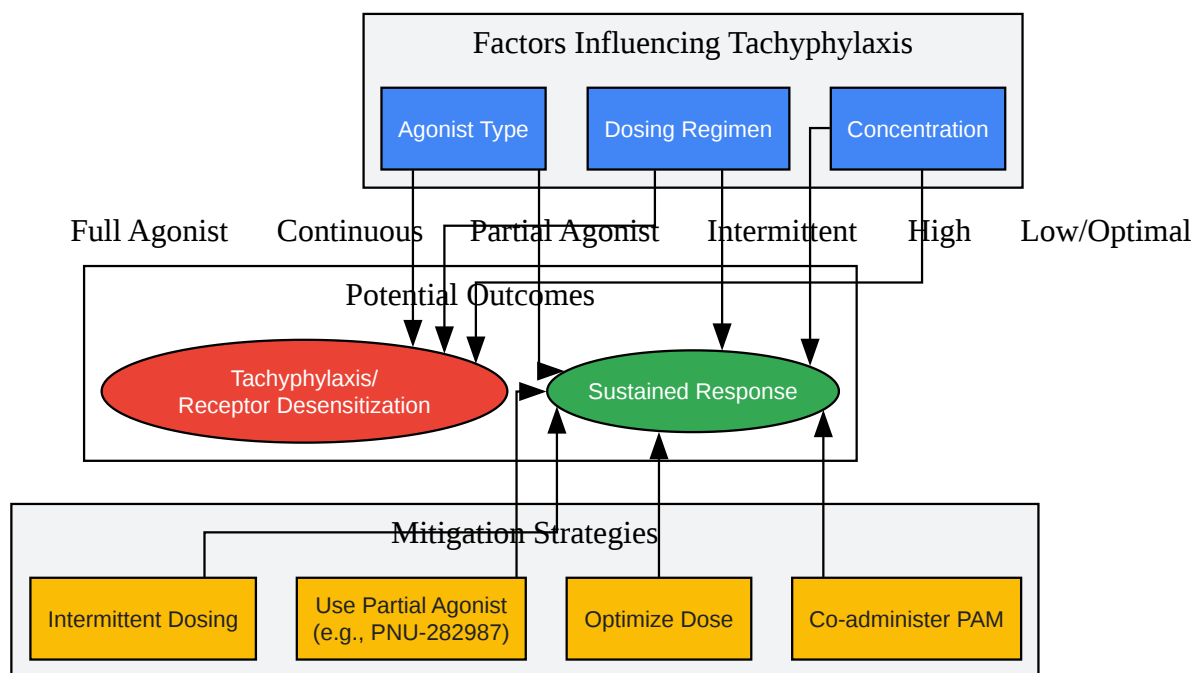 Factors Influencing Tachyphylaxis
Agonist Type
Dosing Regimen
Concentration
Full Agonist
Continuous
Partial Agonist
Intermittent
High
Low/Optimal
Potential Outcomes
Tachyphylaxis/
Receptor Desensitization
Sustained Response
Mitigation Strategies
Intermittent Dosing
Use Partial Agonist
(e.g., PNU-282987)
Optimize Dose
Co-administer PAM